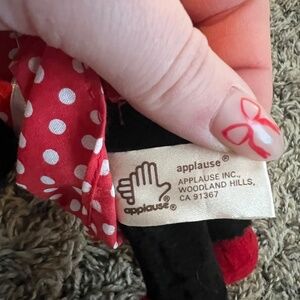 applause®
APPLAUSE INC.,
WOODLAND HILLS,
CA 91367
applause®